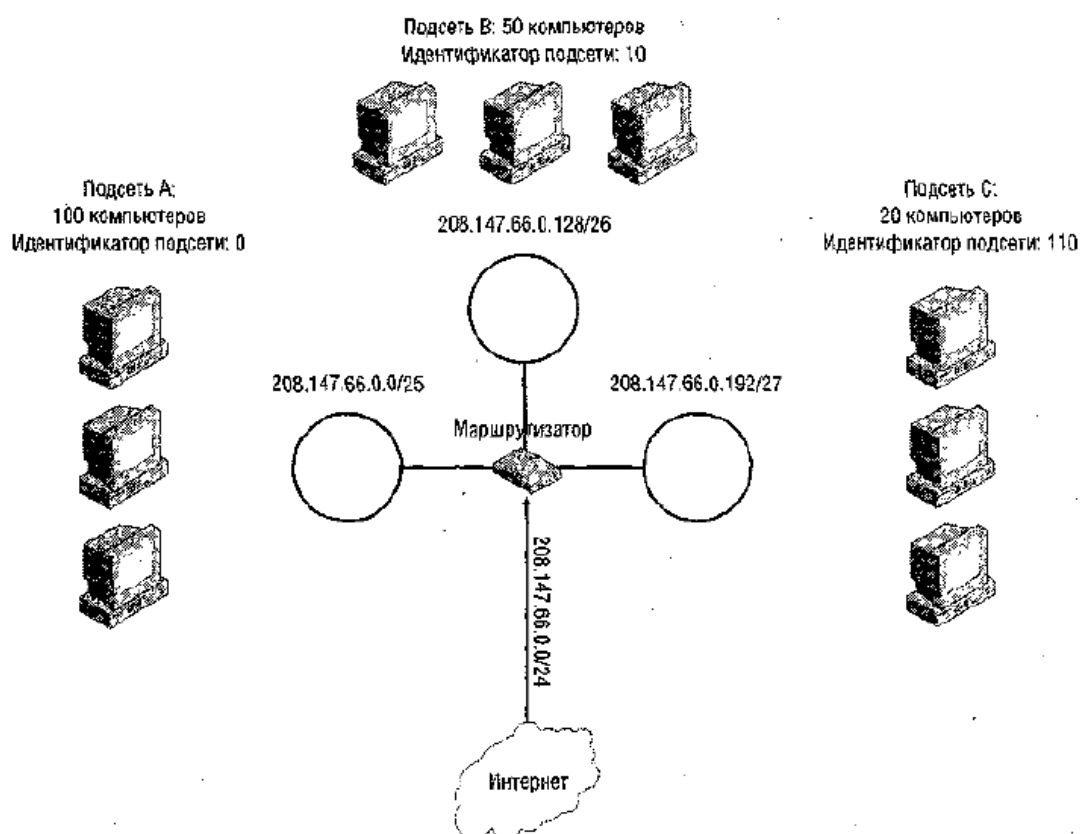 Подсеть B: 50 компьютеров
Идентификатор подсети: 10
Подсеть A:
100 компьютеров
Идентификатор подсети: 0
208.147.66.0.128/26
Подсеть C:
20 компьютеров
Идентификатор подсети: 110
208.147.66.0.0/25
208.147.66.0.192/27
Маршрутизатор
208.147.66.0.0/24
Интернет